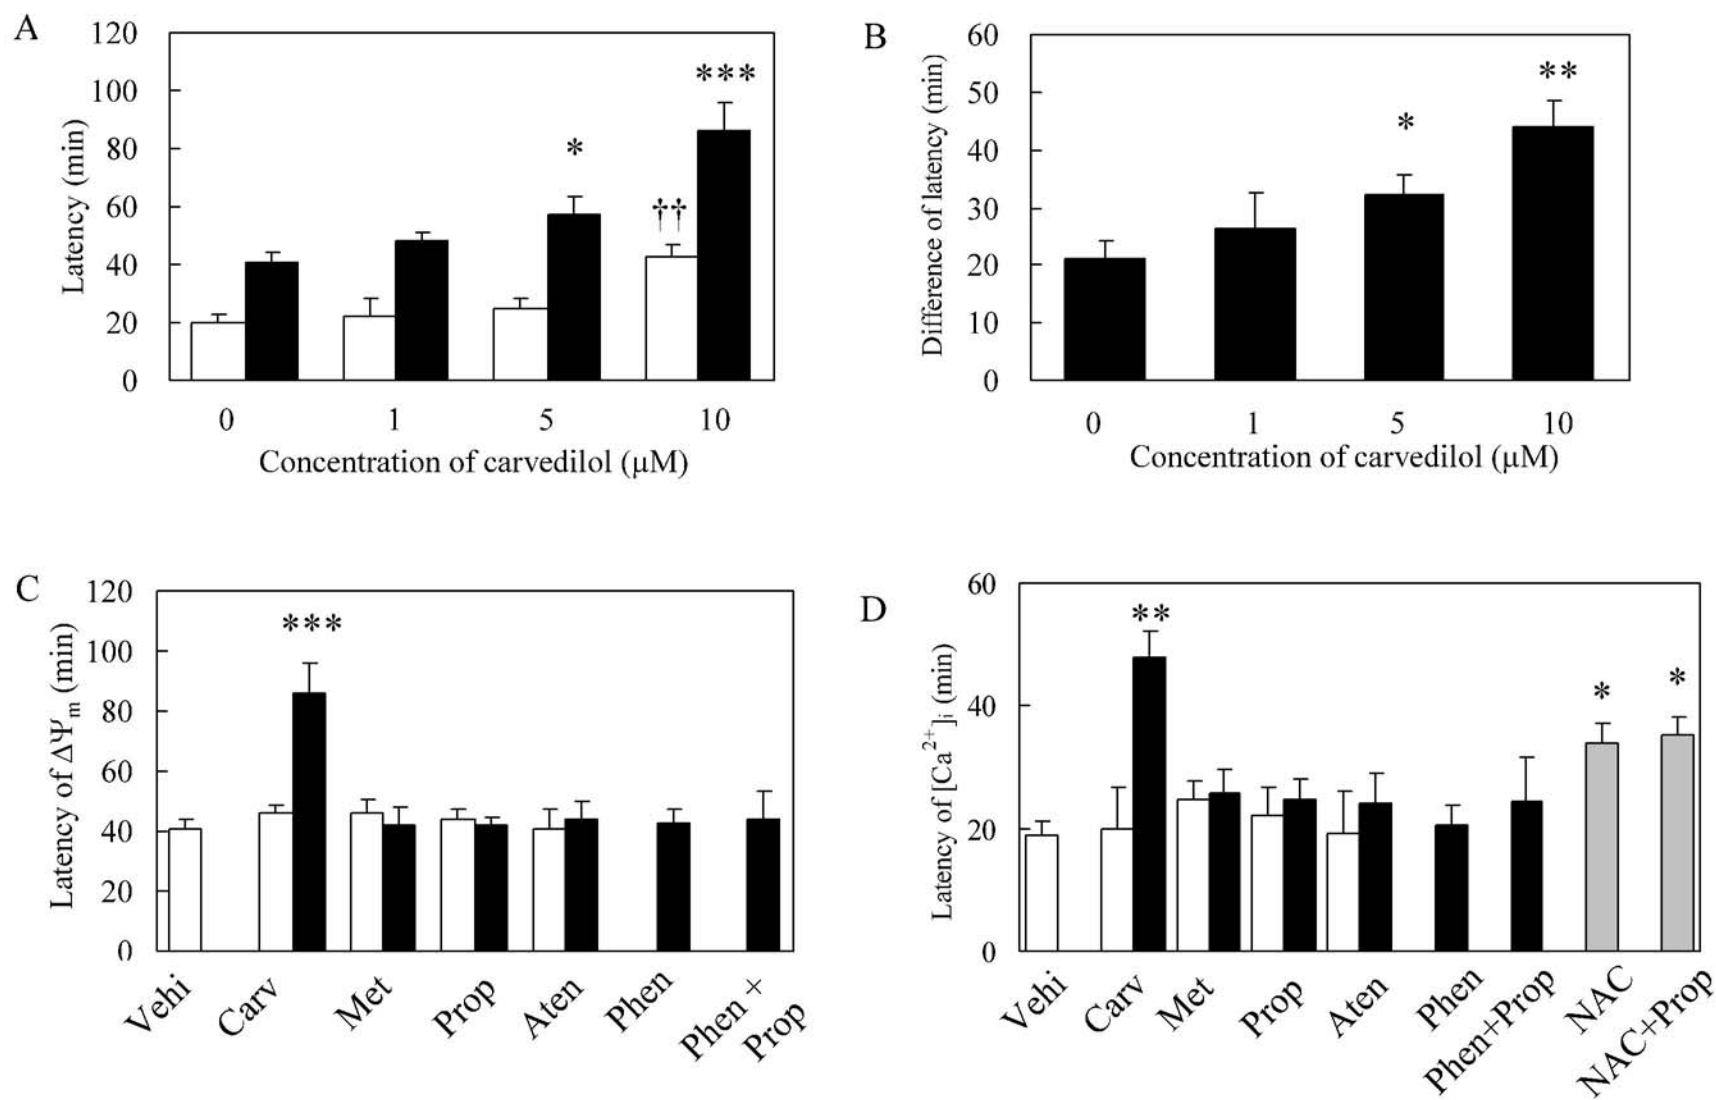 A
Latency (min)
120
100
80
60
40
20
0
*
††
***
0 1 5 10
Concentration of carvedilol (μM)
B
Difference of latency (min)
60
50
40
30
20
10
0
*
**
0 1 5 10
Concentration of carvedilol (μM)
C
Latency of ΔΨm (min)
120
100
80
60
40
20
0
***
Vehi
Carv
Met
Prop
Aten
Phen
Phen +
Prop
D
Latency of [Ca2+]i (min)
60
40
20
0
**
*
*
Vehi
Carv
Met
Prop
Aten
Phen
Phen+Prop
NAC
NAC+Prop